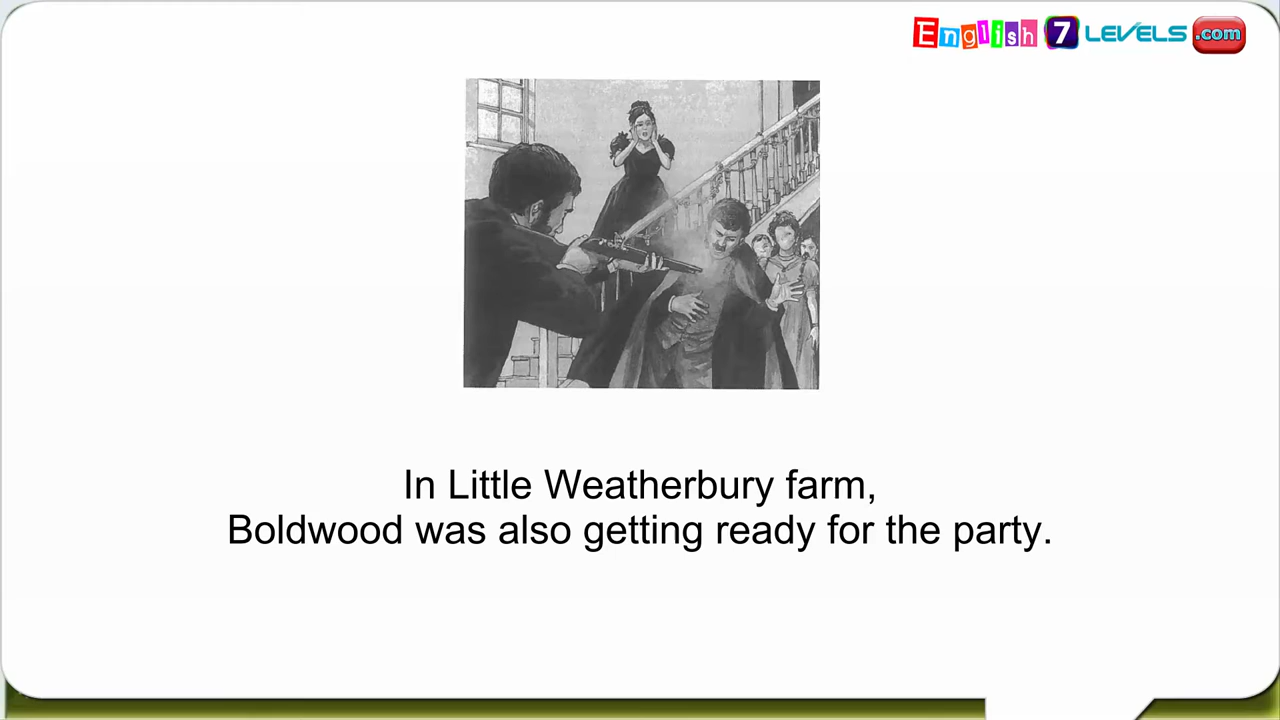 English 7 LEVELS .com
In Little Weatherbury farm,
Boldwood was also getting ready for the party.